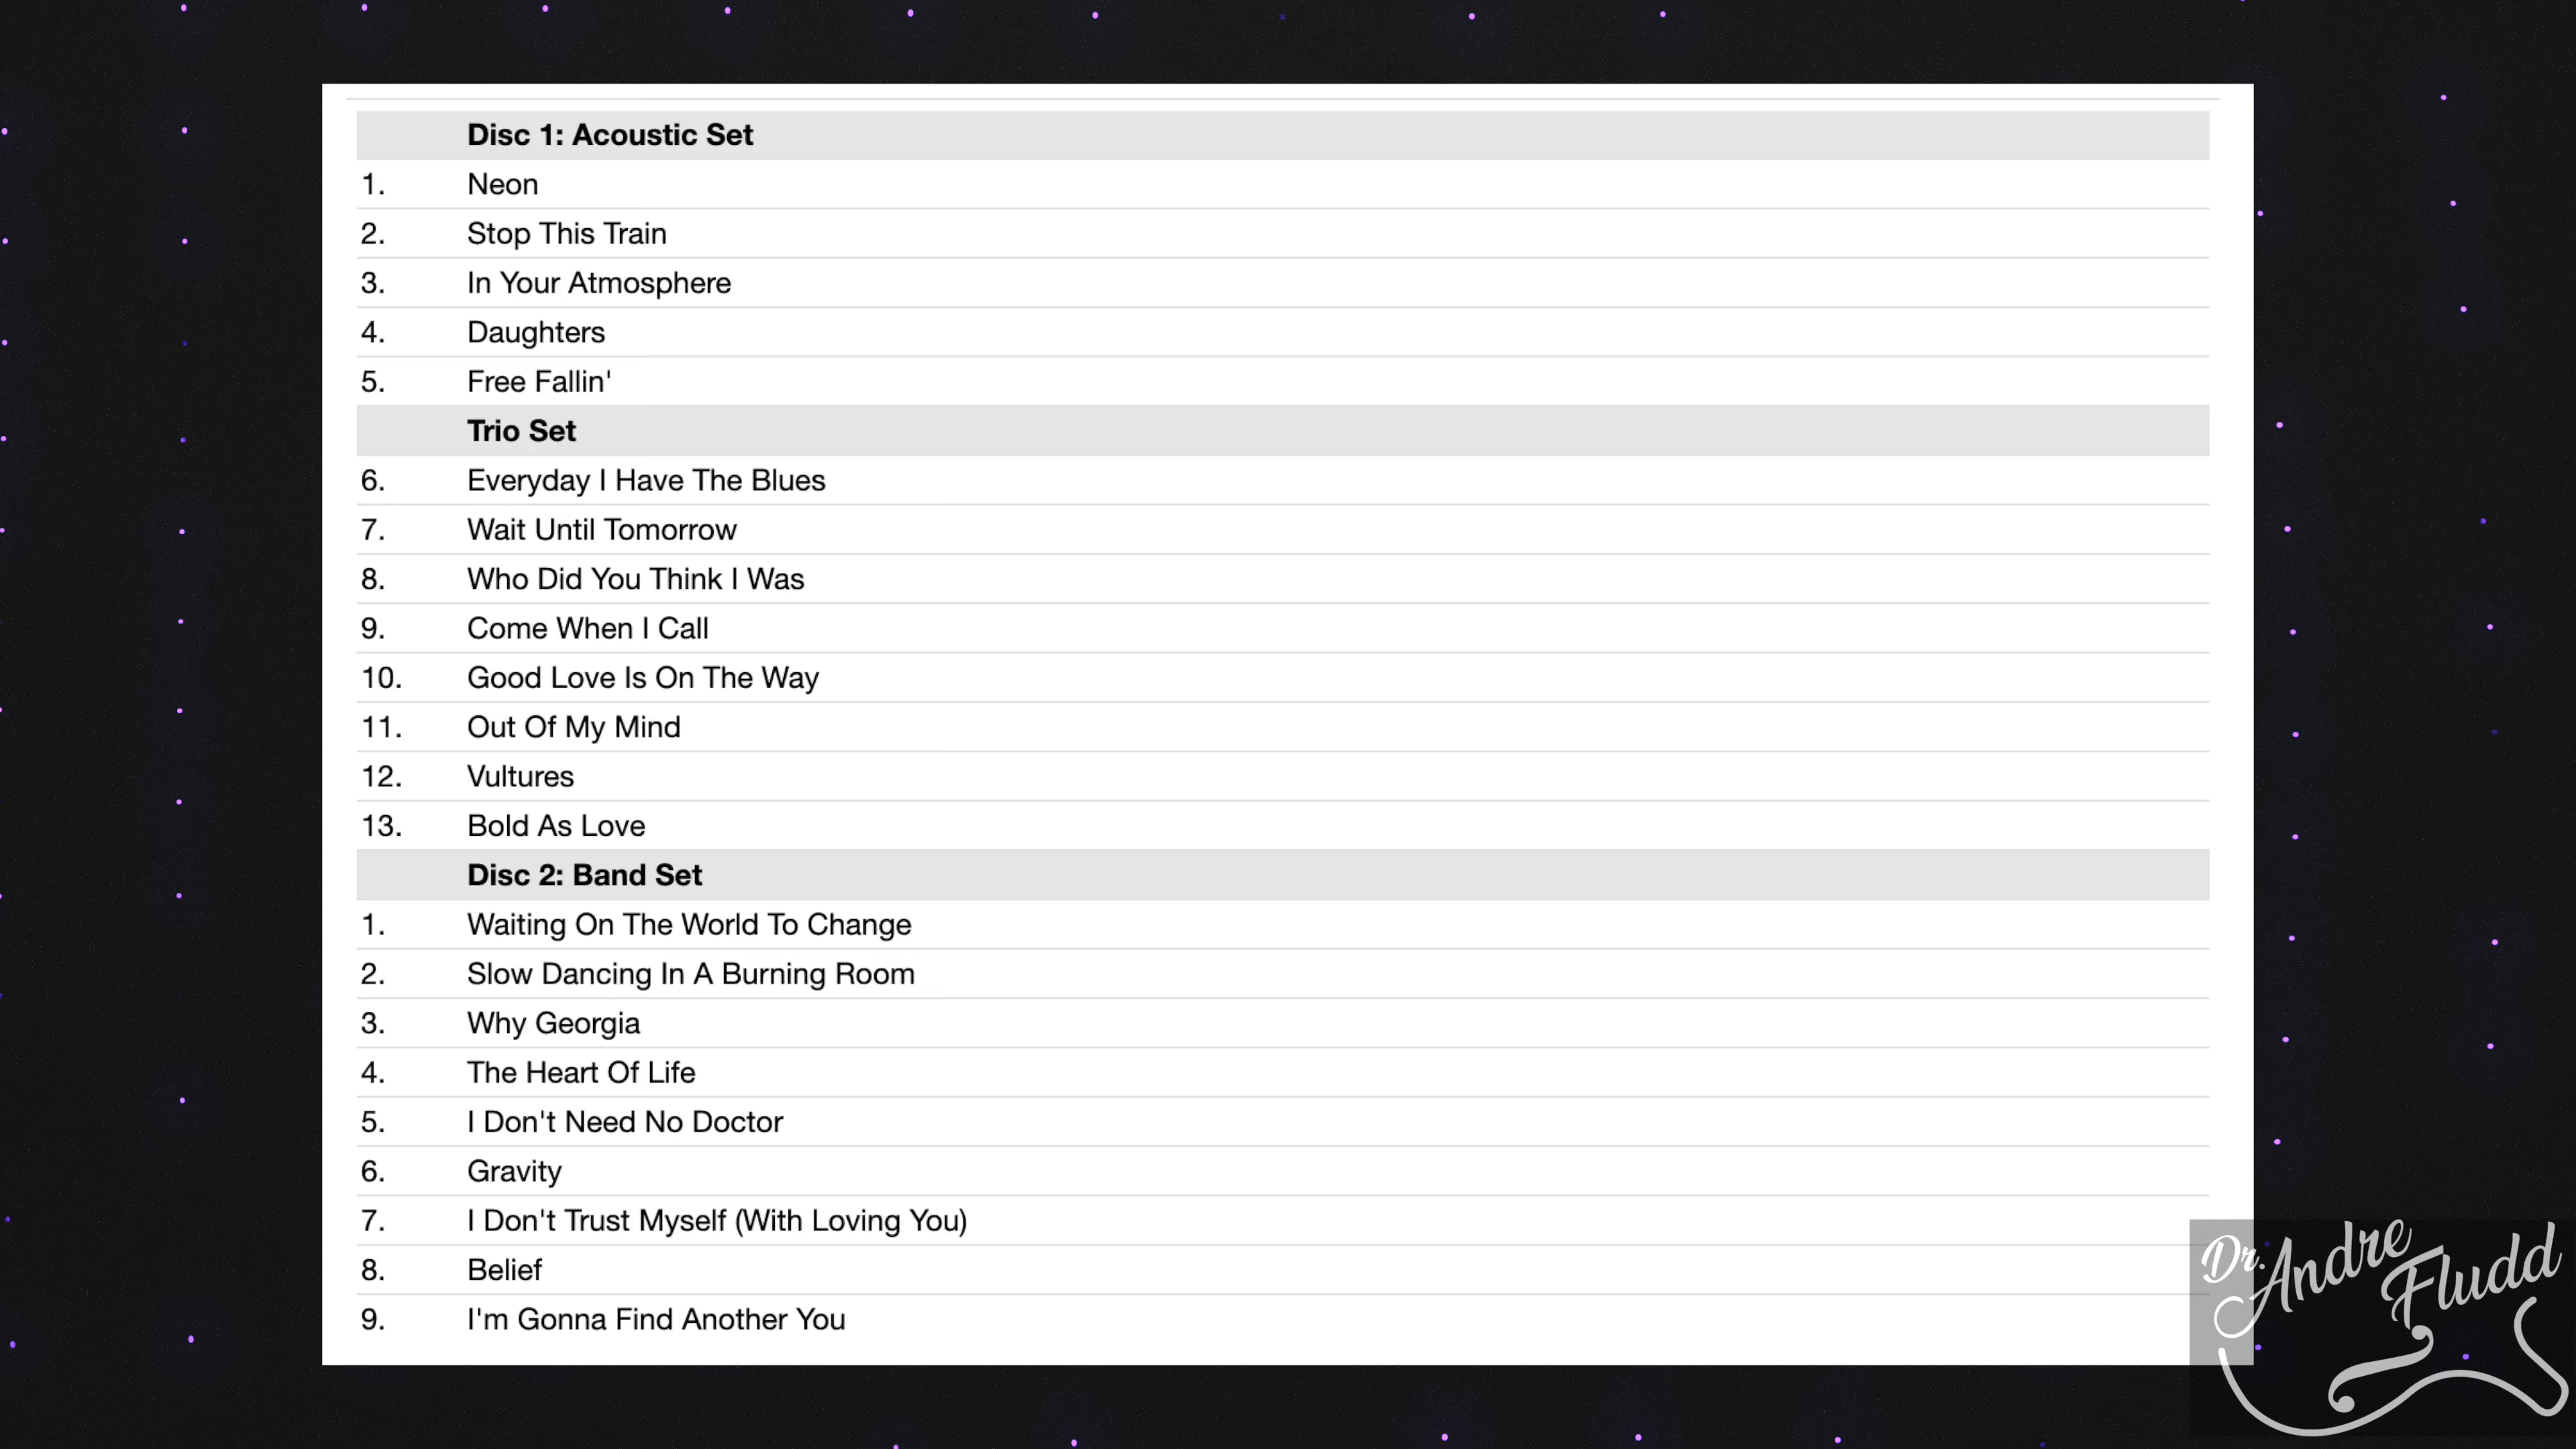 Disc 1: Acoustic Set
1. Neon
2. Stop This Train
3. In Your Atmosphere
4. Daughters
5. Free Fallin'
Trio Set
6. Everyday I Have The Blues
7. Wait Until Tomorrow
8. Who Did You Think I Was
9. Come When I Call
10. Good Love Is On The Way
11. Out Of My Mind
12. Vultures
13. Bold As Love
Disc 2: Band Set
1. Waiting On The World To Change
2. Slow Dancing In A Burning Room
3. Why Georgia
4. The Heart Of Life
5. I Don't Need No Doctor
6. Gravity
7. I Don't Trust Myself (With Loving You)
8. Belief
9. I'm Gonna Find Another You
Dr. Andre Fludd